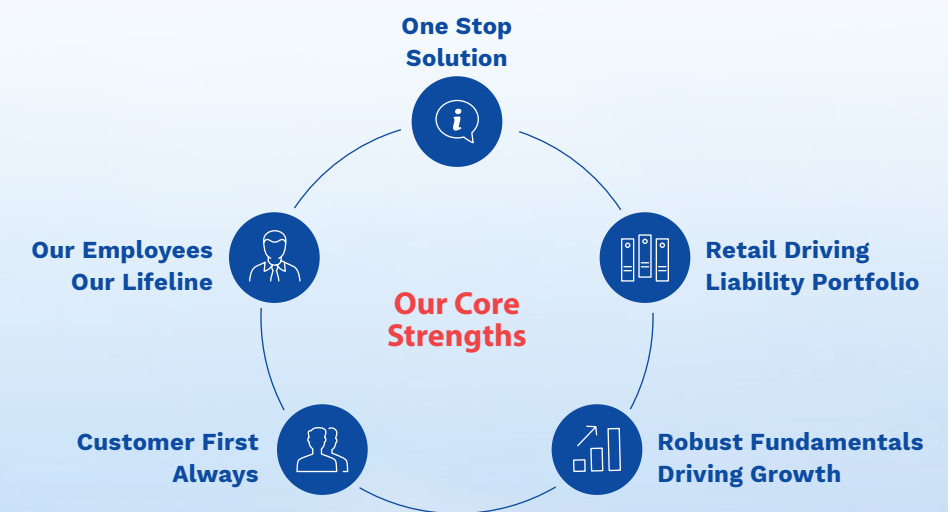 One Stop
Solution
Our Employees
Our Lifeline
Retail Driving
Liability Portfolio
Our Core
Strengths
Customer First
Always
Robust Fundamentals
Driving Growth